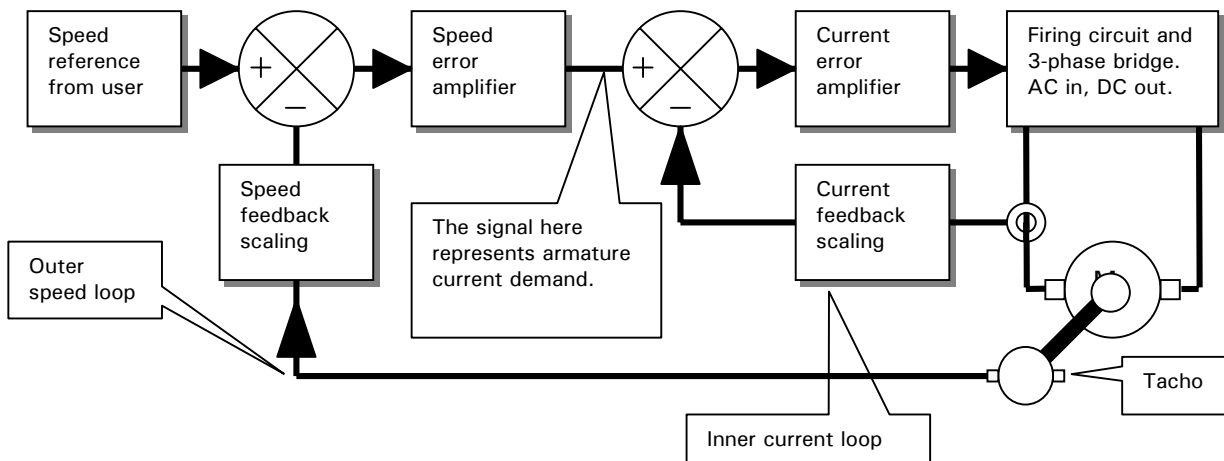 Speed
reference
from user
+
−
Speed
error
amplifier
+
−
Current
error
amplifier
Firing circuit and
3-phase bridge.
AC in, DC out.
Speed
feedback
scaling
The signal here
represents armature
current demand.
Current
feedback
scaling
Outer
speed loop
Tacho
Inner current loop